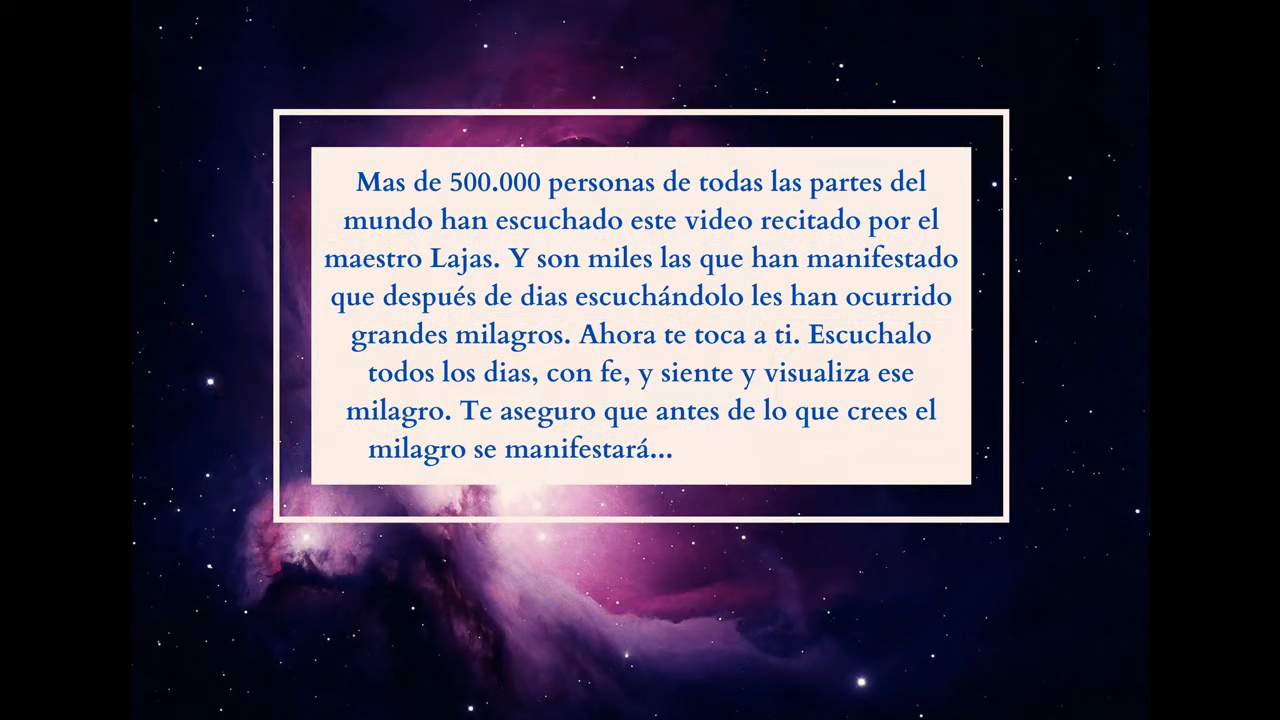 Mas de 500.000 personas de todas las partes del
mundo han escuchado este video recitado por el
maestro Lajas. Y son miles las que han manifestado
que después de dias escuchándolo les han ocurrido
grandes milagros. Ahora te toca a ti. Escuchalo
todos los dias, con fe, y siente y visualiza ese
milagro. Te aseguro que antes de lo que crees el
milagro se manifestará...